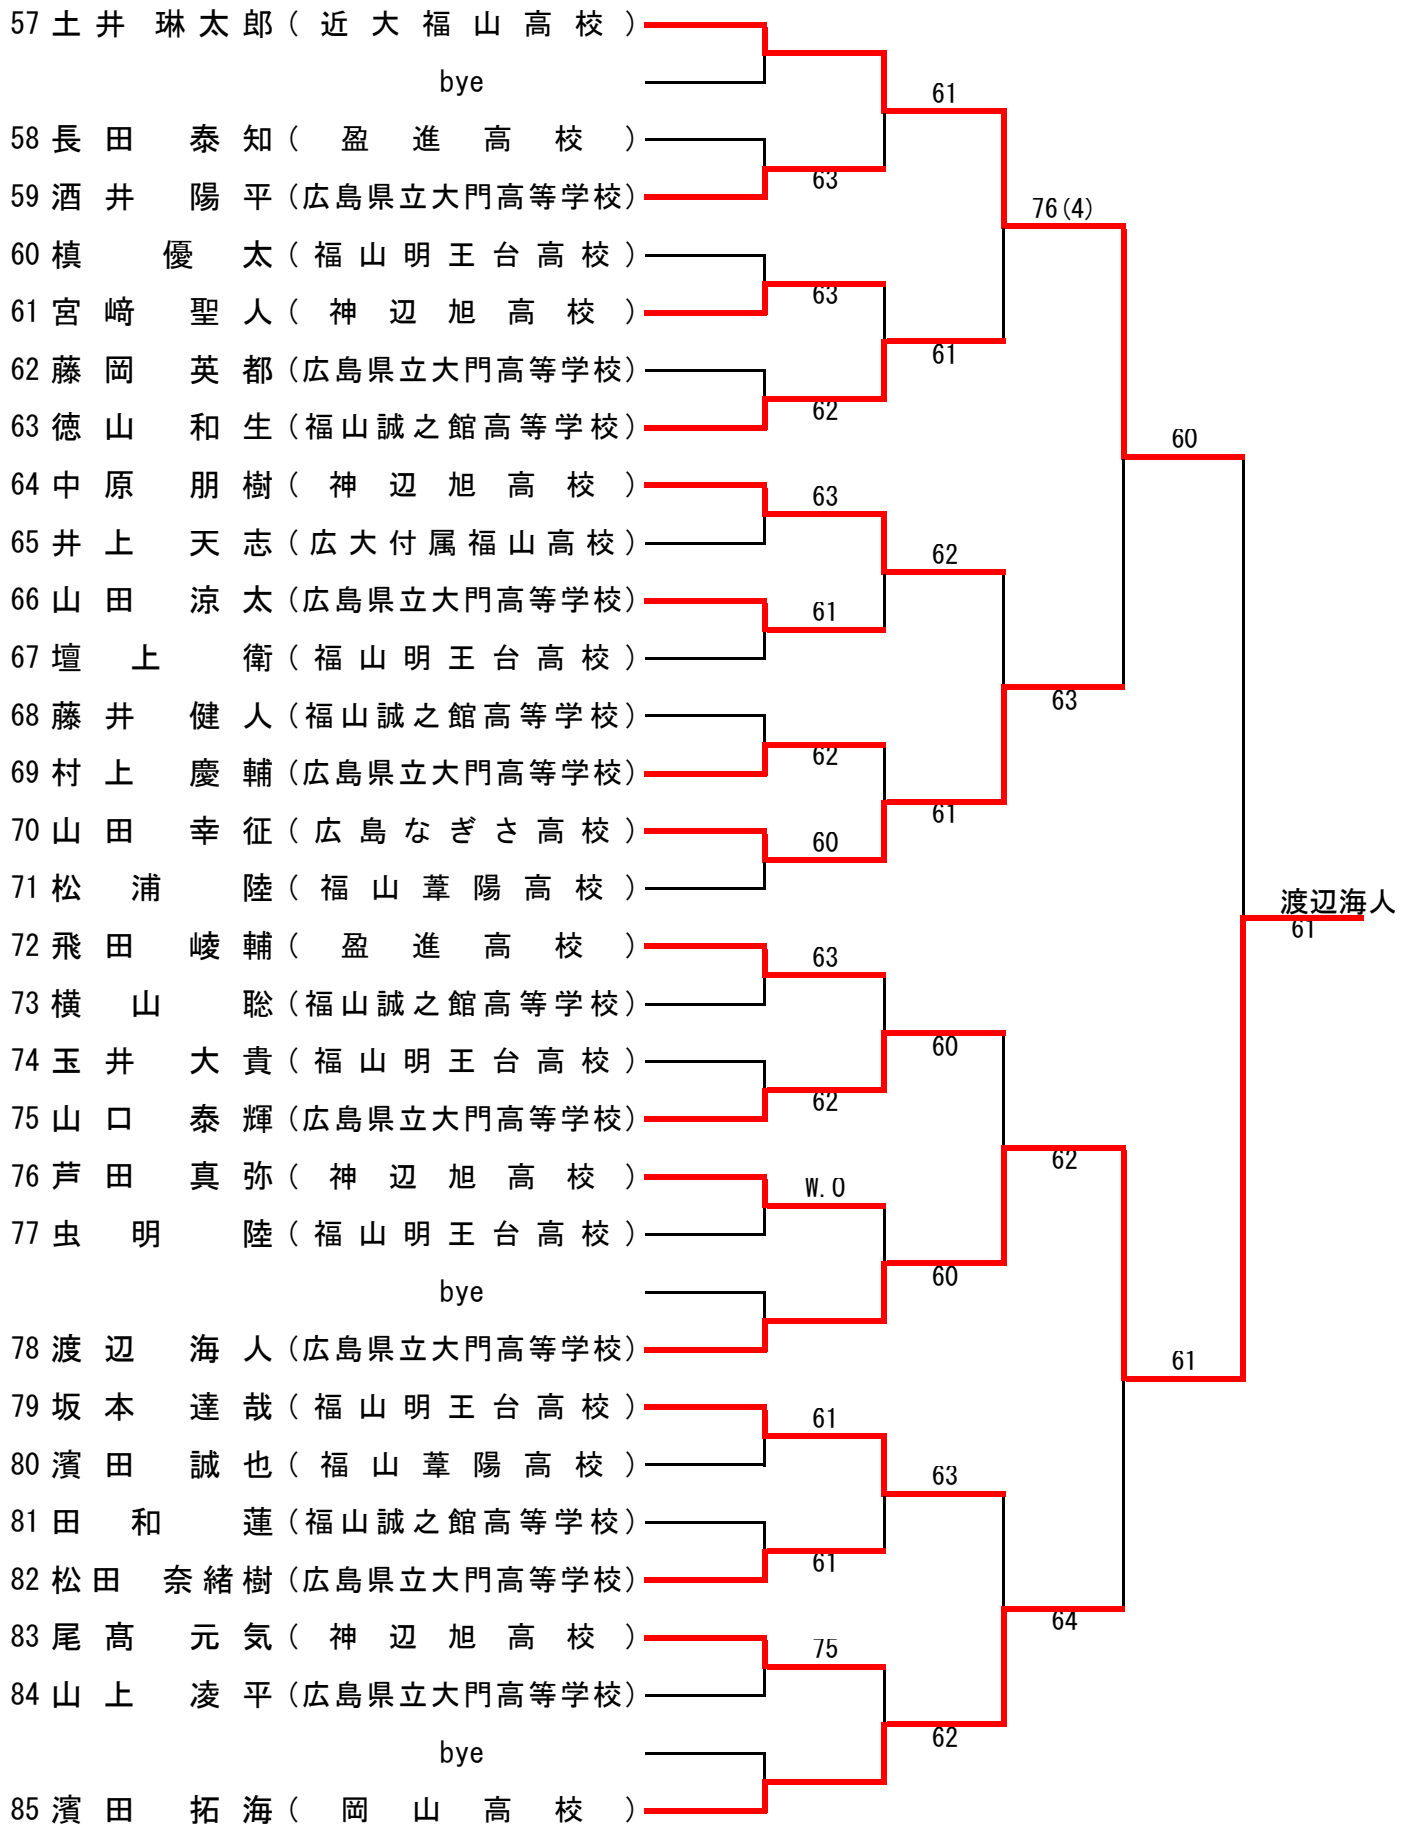 57 土井 琳太郎 (近大福山高校)
bye
61
58 長田 泰知 (盈進高校)
63
59 酒井 陽平 (広島県立大門高等学校)
76(4)
60 槙 優太 (福山明王台高校)
63
61 宮﨑 聖人 (神辺旭高校)
61
62 藤岡 英都 (広島県立大門高等学校)
62
63 徳山 和生 (福山誠之館高等学校)
60
64 中原 朋樹 (神辺旭高校)
63
65 井上 天志 (広大付属福山高校)
62
66 山田 涼太 (広島県立大門高等学校)
61
67 壇上 衛 (福山明王台高校)
63
68 藤井 健人 (福山誠之館高等学校)
62
69 村上 慶輔 (広島県立大門高等学校)
61
70 山田 幸征 (広島なぎさ高校)
60
71 松浦 陸 (福山葦陽高校)
渡辺海人
61
72 飛田 崚輔 (盈進高校)
63
73 横山 聡 (福山誠之館高等学校)
60
74 玉井 大貴 (福山明王台高校)
62
75 山口 泰輝 (広島県立大門高等学校)
62
76 芦田 真弥 (神辺旭高校)
W.O
77 虫明 陸 (福山明王台高校)
60
bye
78 渡辺 海人 (広島県立大門高等学校)
61
79 坂本 達哉 (福山明王台高校)
61
80 濱田 誠也 (福山葦陽高校)
63
81 田和 蓮 (福山誠之館高等学校)
61
82 松田 奈緒樹 (広島県立大門高等学校)
64
83 尾髙 元気 (神辺旭高校)
75
84 山上 凌平 (広島県立大門高等学校)
62
bye
85 濱田 拓海 (岡山高校)